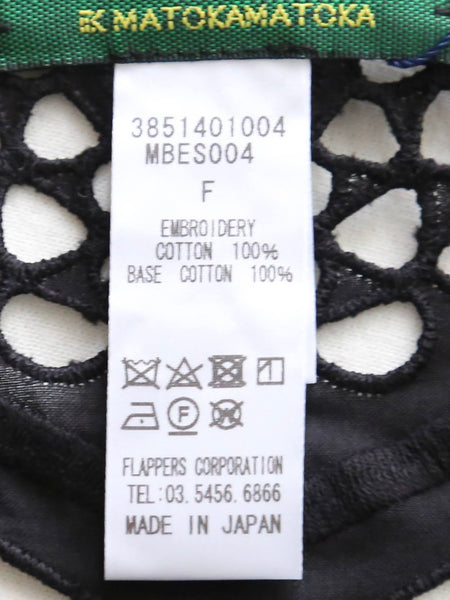 MATOKAMATOKA
3851401004
MBES004
F
EMBROIDERY
COTTON 100%
BASE COTTON 100%
F
FLAPPERS CORPORATION
TEL:03.5456.6866
MADE IN JAPAN